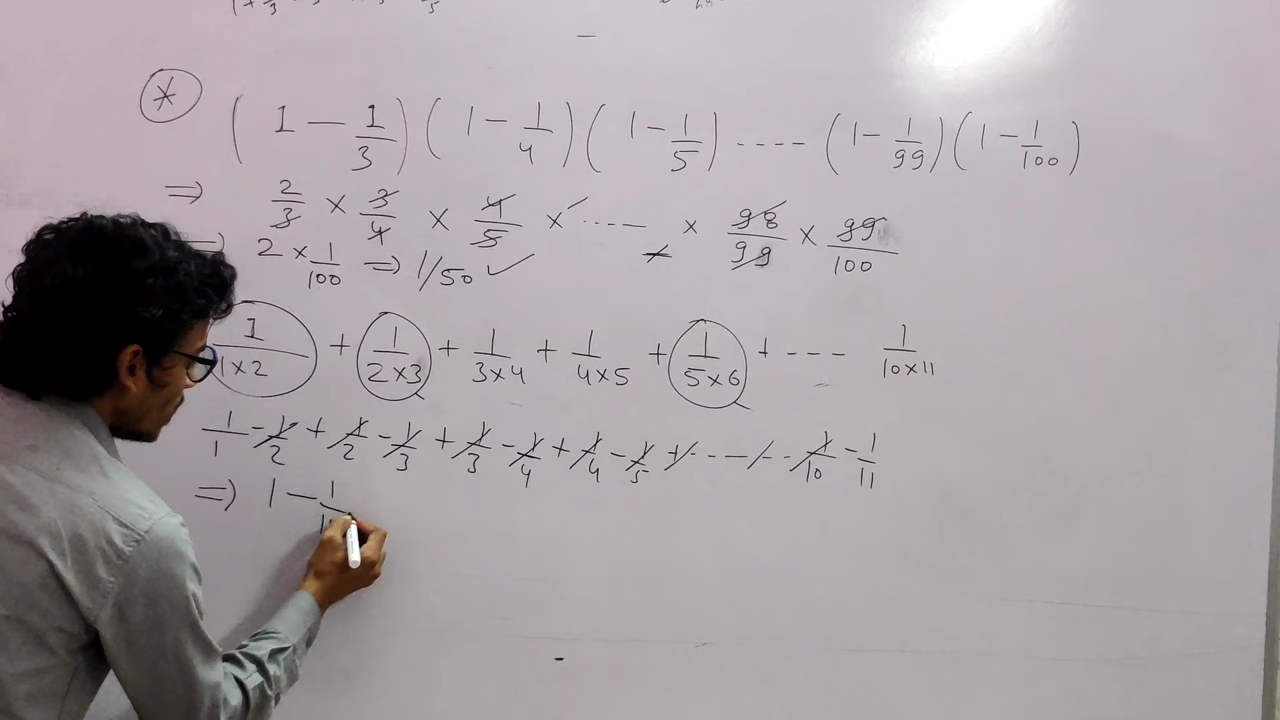 * (1 - 1/3) (1 - 1/4) (1 - 1/5) ---- (1 - 1/99) (1 - 1/100)
⇒ 2/3 × 3/4 × 4/5 × ------ × 98/99 × 99/100
⇒ 2 × 1/100 ⇒ 1/50 ✓
1/1×2 + 1/2×3 + 1/3×4 + 1/4×5 + 1/5×6 + --- 1/10×11
1/1 - 1/2 + 1/2 - 1/3 + 1/3 - 1/4 + 1/4 - 1/5 + ---- 1/10 - 1/11
⇒ 1 - 1/